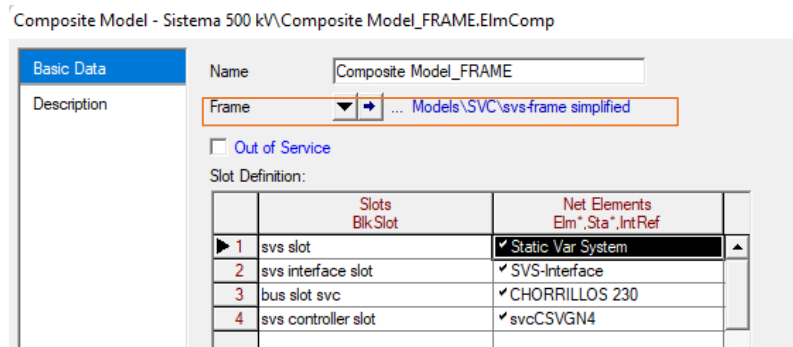 Composite Model - Sistema 500 kV\Composite Model_FRAME.ElmComp
Basic Data
Description
Name Composite Model_FRAME
Frame ... Models\SVC\svs-frame simplified
Out of Service
Slot Definition:
Slots Net Elements
BlkSlot Elm*,Sta*,IntRef
1 svs slot Static Var System
2 svs interface slot SVS-Interface
3 bus slot svc CHORRILLOS 230
4 svs controller slot svcCSVGN4